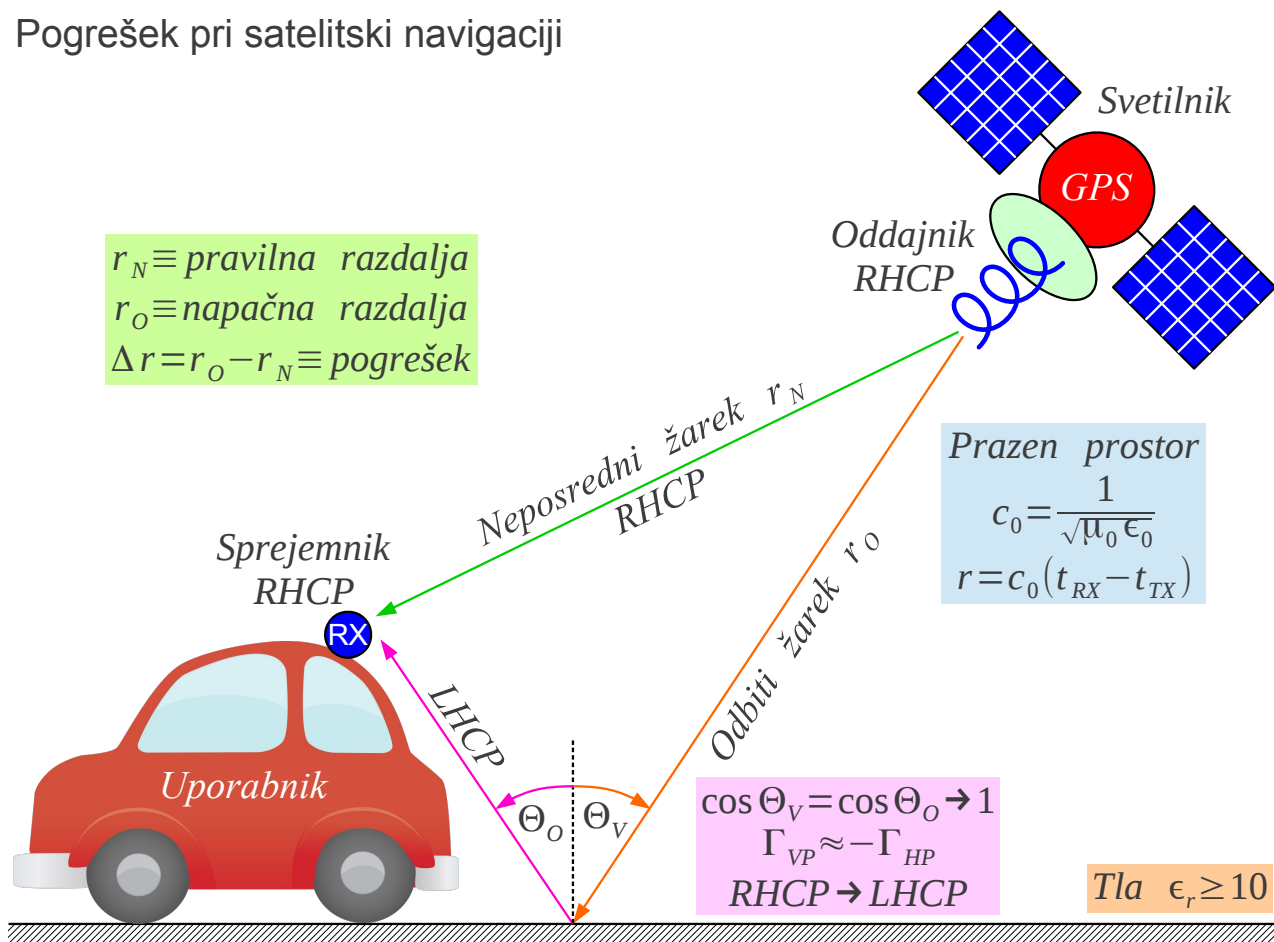 Pogrešek pri satelitski navigaciji
Svetilnik
GPS
Oddajnik
RHCP
r_N ≡ pravilna razdalja
r_O ≡ napačna razdalja
Δr = r_O − r_N ≡ pogrešek
Neposredni žarek r_N
RHCP
Prazen prostor
c_0 = 1/√(μ_0 ϵ_0)
r = c_0(t_RX − t_TX)
Sprejemnik
RHCP
RX
Odbiti žarek r_O
LHCP
Uporabnik
Θ_O
Θ_V
cos Θ_V = cos Θ_O → 1
Γ_VP ≈ −Γ_HP
RHCP → LHCP
Tla ϵ_r ≥ 10